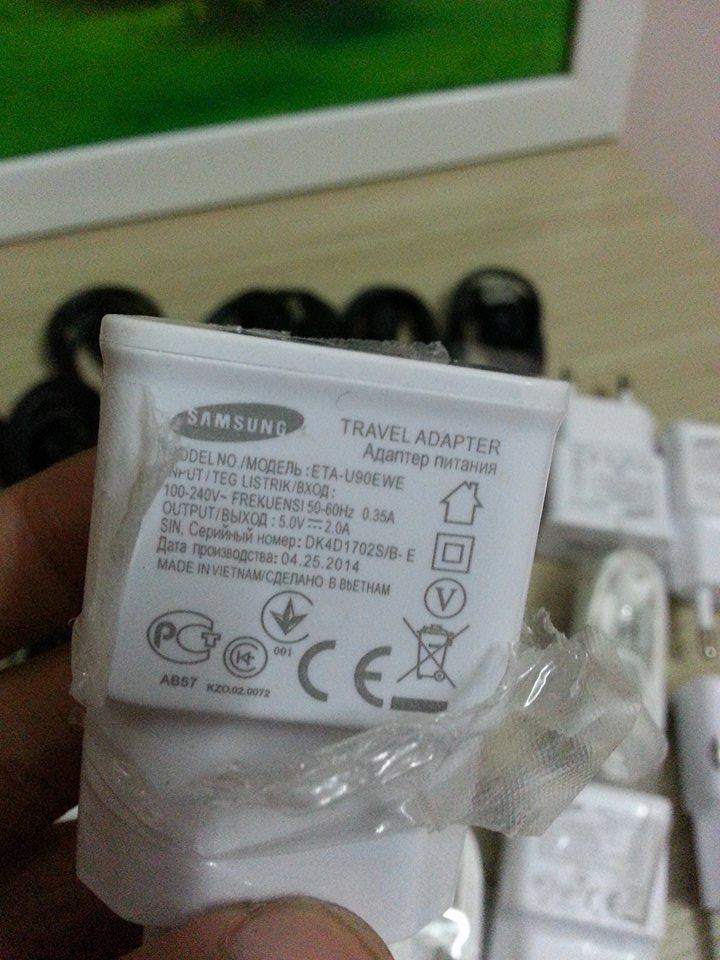 SAMSUNG
TRAVEL ADAPTER
Адаптер питания
ODEL NO./МОДЕЛЬ : ETA-U90EWE
INPUT / TEG LISTRIK/ВХОД :
100-240V~ FREKUENSI 50-60Hz 0.35A
OUTPUT/ВЫХОД : 5.0V 2.0A
SIN, Серийный номер: DK4D1702S/B- E
Дата производства: 04.25.2014
MADE IN VIETNAM/СДЕЛАНО В ВЬЕТНАМ
V
РСТ
001
CE
AB57
KZO.02.0072